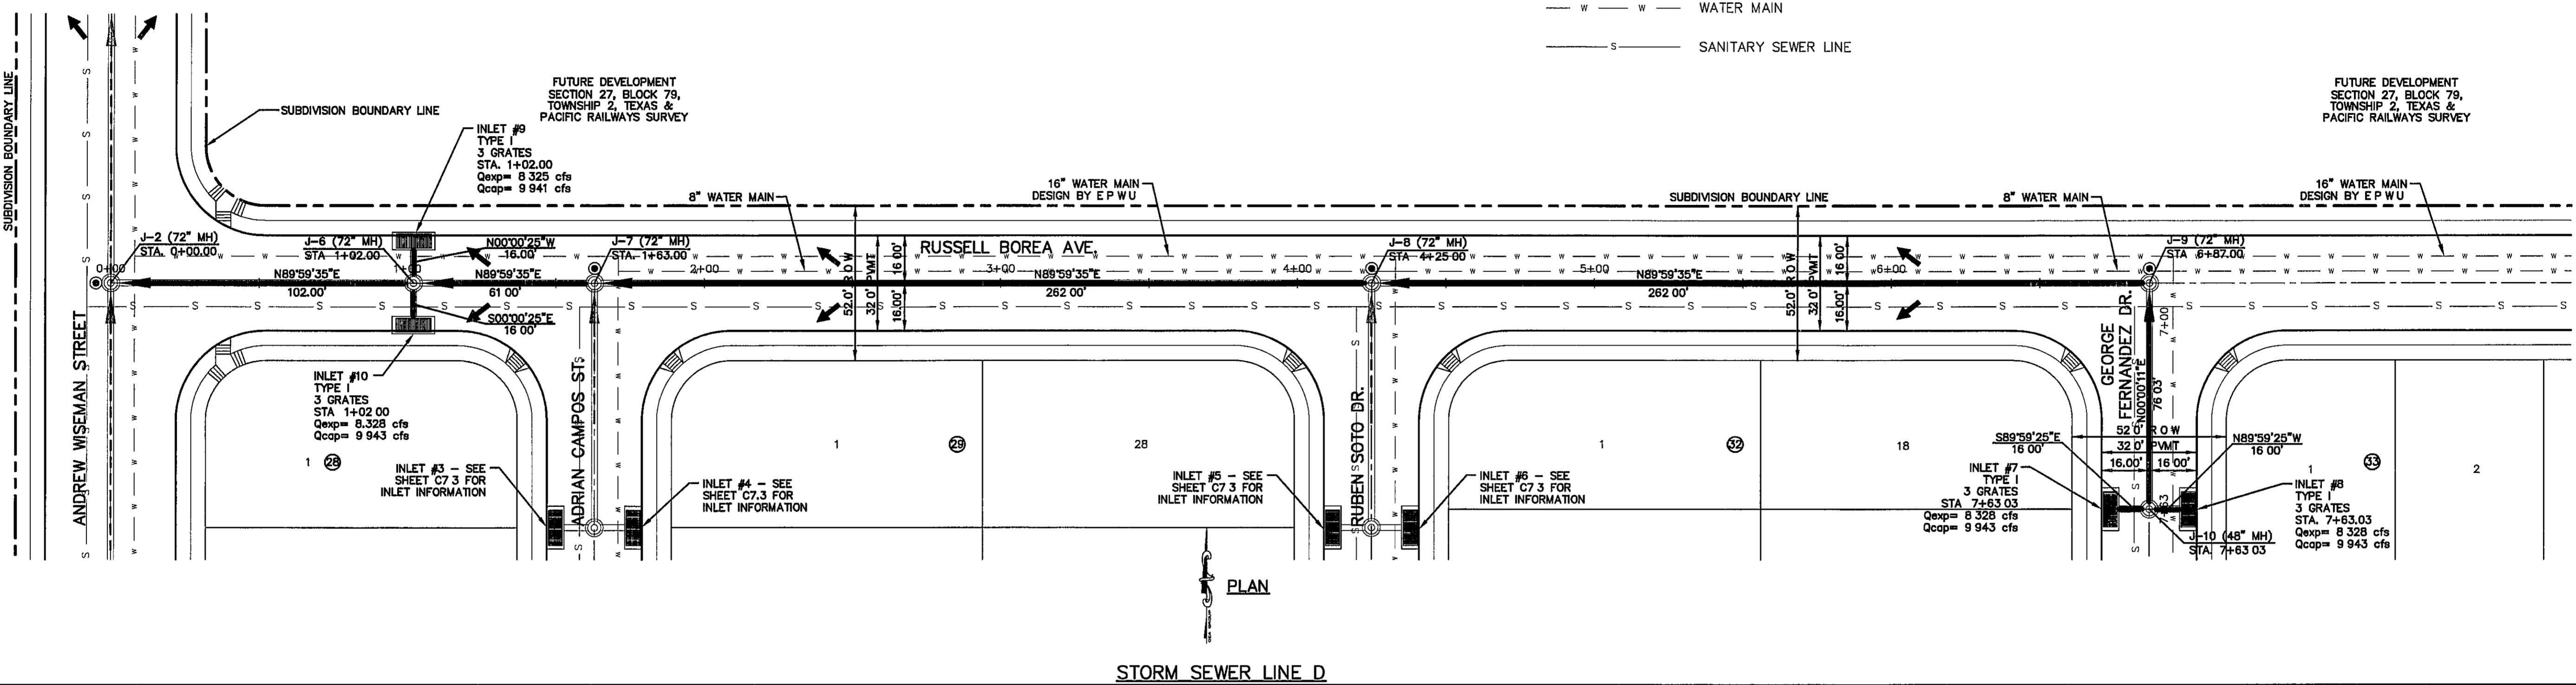 W W WATER MAIN
S SANITARY SEWER LINE
SUBDIVISION BOUNDARY LINE
SUBDIVISION BOUNDARY LINE
FUTURE DEVELOPMENT
SECTION 27, BLOCK 79,
TOWNSHIP 2, TEXAS &
PACIFIC RAILWAYS SURVEY
FUTURE DEVELOPMENT
SECTION 27, BLOCK 79,
TOWNSHIP 2, TEXAS &
PACIFIC RAILWAYS SURVEY
INLET #9
TYPE I
3 GRATES
STA. 1+02.00
Qexp= 8 325 cfs
Qcap= 9 941 cfs
8" WATER MAIN
16" WATER MAIN
DESIGN BY E P W U
SUBDIVISION BOUNDARY LINE
8" WATER MAIN
16" WATER MAIN
DESIGN BY E P W U
J-2 (72" MH)
STA. 0+00.00
J-6 (72" MH)
STA 1+02.00
N00°00'25"W
16.00'
J-7 (72" MH)
STA. 1+63.00
RUSSELL BOREA AVE.
J-8 (72" MH)
STA 4+25 00
J-9 (72" MH)
STA 6+87.00
0+00
1+00
2+00
3+00
4+00
5+00
6+00
7+00
N89°59'35"E
102.00'
N89°59'35"E
61 00'
N89°59'35"E
262 00'
N89°59'35"E
262 00'
S00°00'25"E
16 00'
52.0' R O W
32 0' PVMT
16 00'
16.00'
52.0' R O W
32 0' PVMT
16 00'
16.00'
ANDREW WISEMAN STREET
ADRIAN CAMPOS ST.
RUBEN SOTO DR.
GEORGE
FERNANDEZ DR.
N00°00'11"E
76 03'
INLET #10
TYPE I
3 GRATES
STA 1+02 00
Qexp= 8.328 cfs
Qcap= 9 943 cfs
1 28
INLET #3 - SEE
SHEET C7 3 FOR
INLET INFORMATION
1 29 28
INLET #4 - SEE
SHEET C7.3 FOR
INLET INFORMATION
INLET #5 - SEE
SHEET C7 3 FOR
INLET INFORMATION
INLET #6 - SEE
SHEET C7 3 FOR
INLET INFORMATION
1 32 18
52 0' R O W
32 0' PVMT
16.00' 16 00'
S89°59'25"E
16 00'
N89°59'25"W
16 00'
INLET #7
TYPE I
3 GRATES
STA 7+63 03
Qexp= 8 328 cfs
Qcap= 9 943 cfs
1 33 2
INLET #8
TYPE I
3 GRATES
STA. 7+63.03
Qexp= 8 328 cfs
Qcap= 9 943 cfs
J-10 (48" MH)
STA. 7+63 03
PLAN
STORM SEWER LINE D